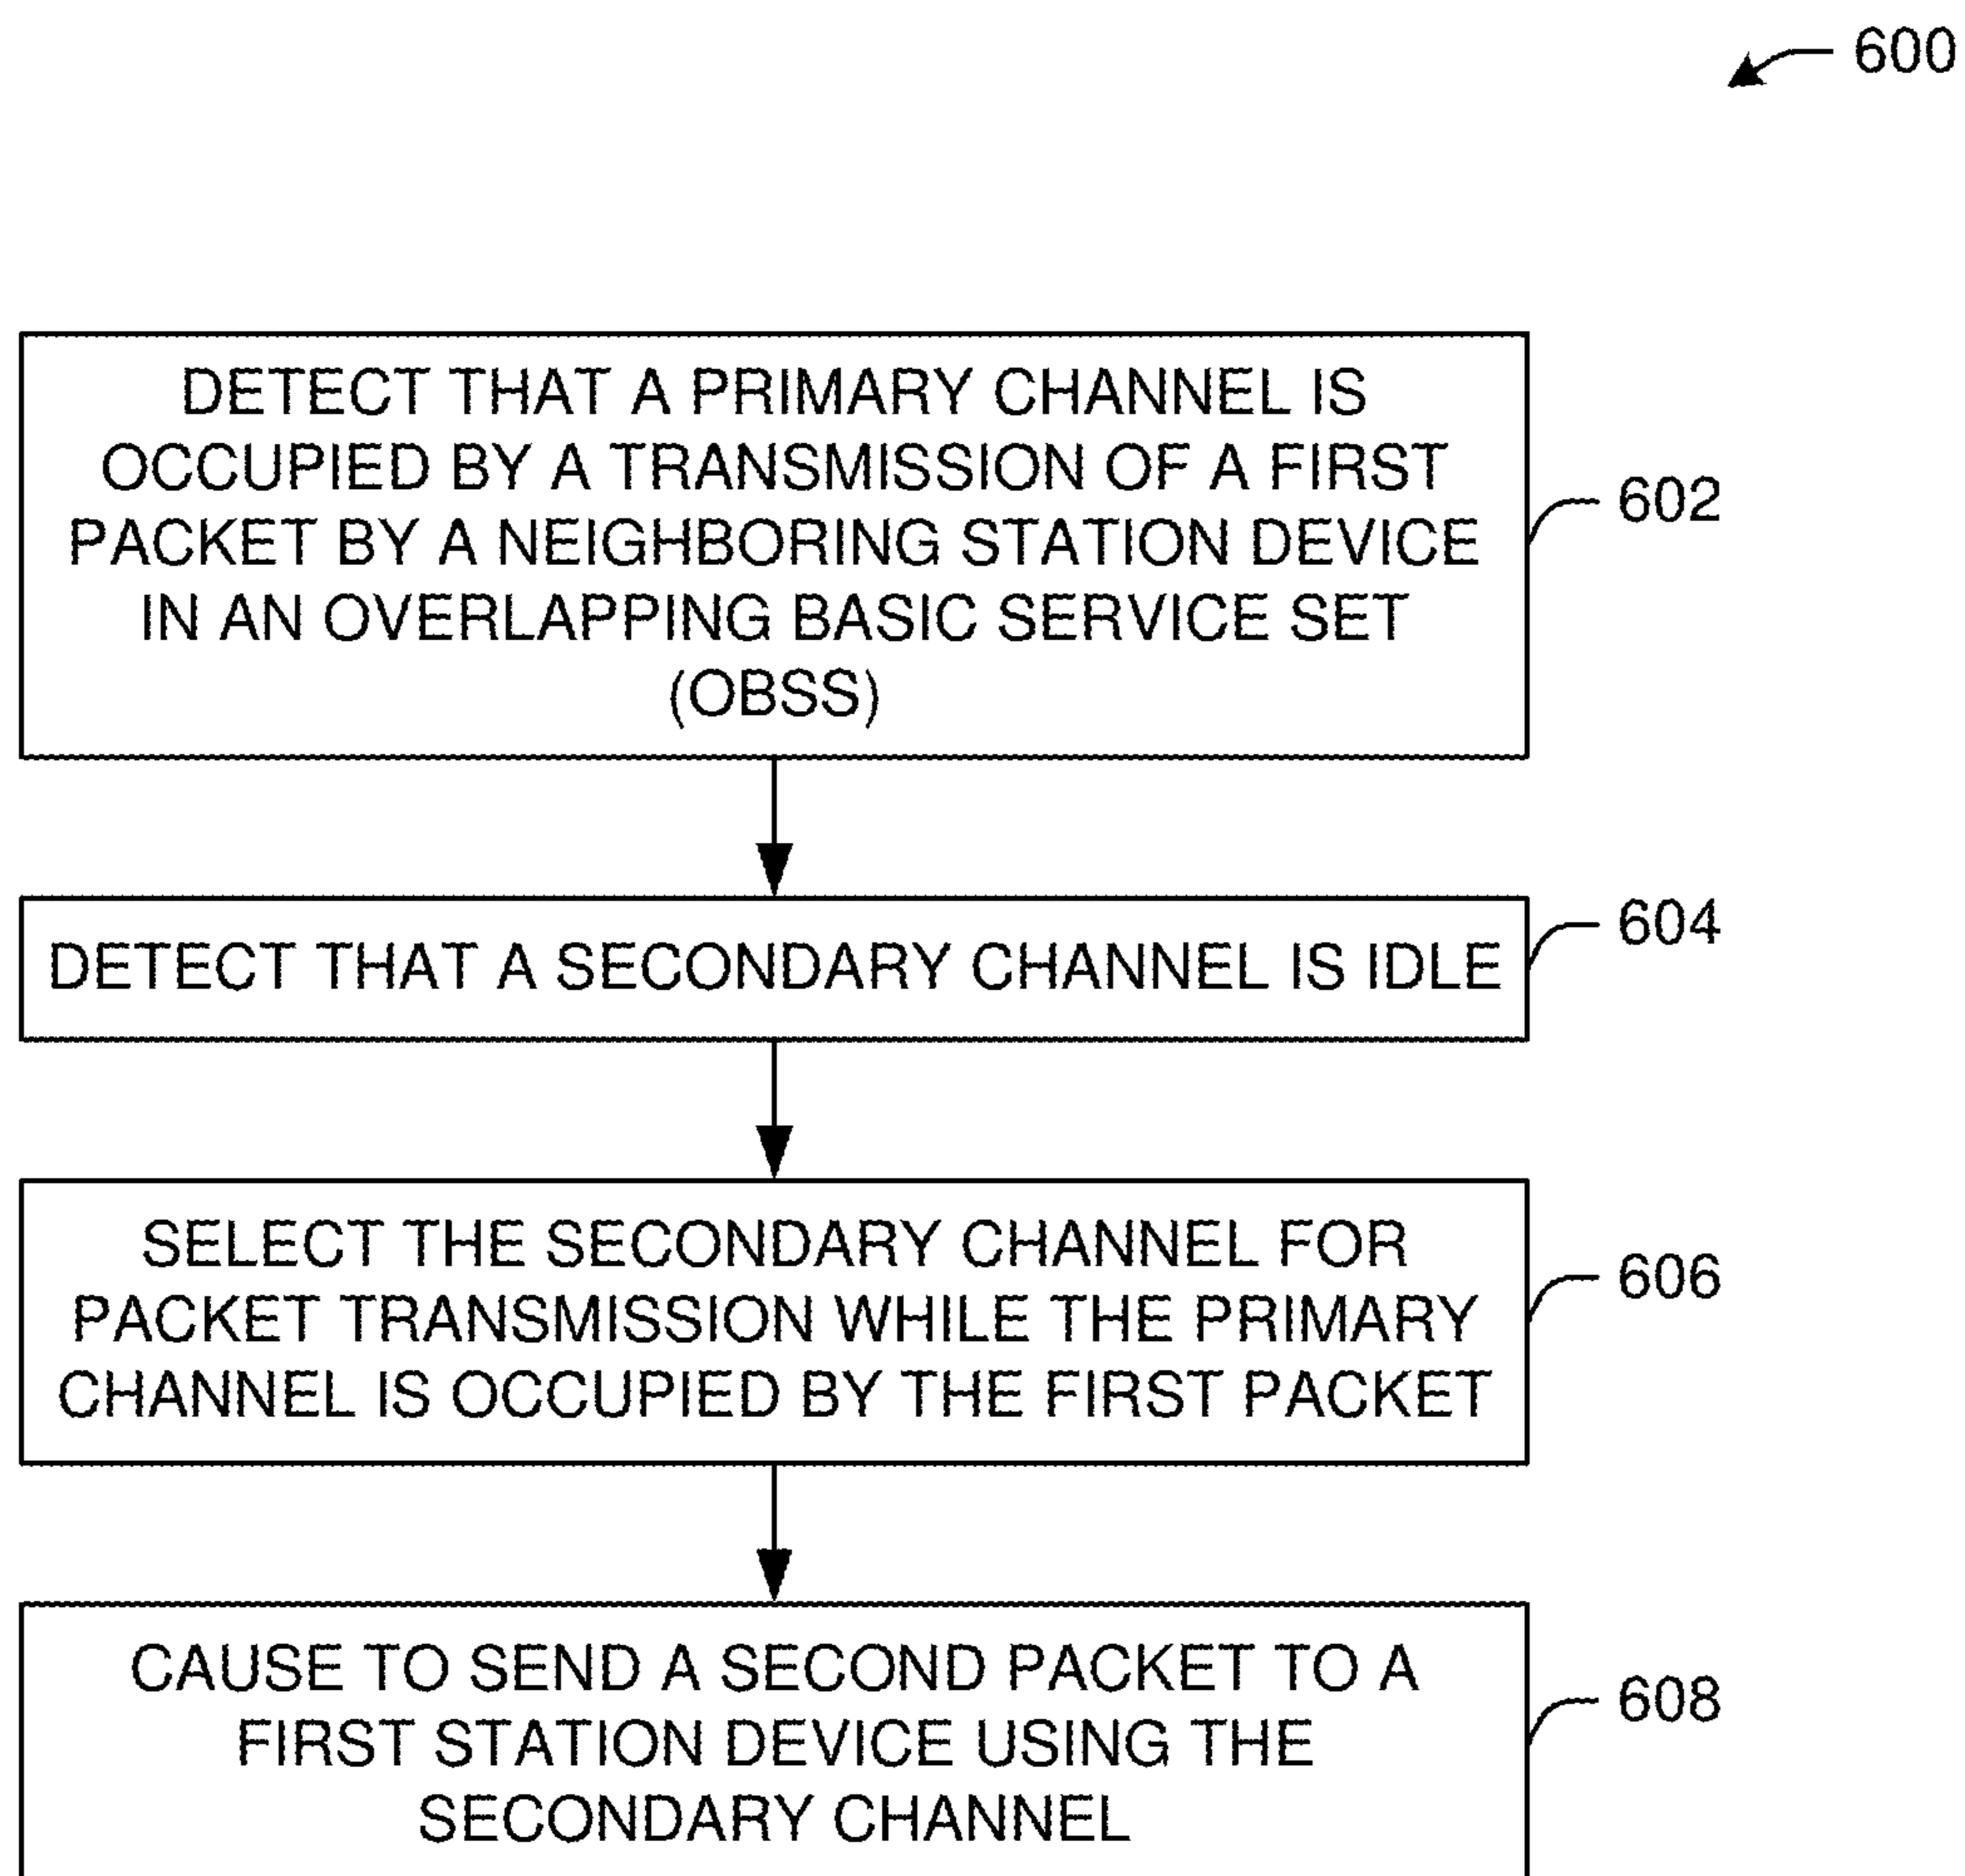 600
DETECT THAT A PRIMARY CHANNEL IS
OCCUPIED BY A TRANSMISSION OF A FIRST
PACKET BY A NEIGHBORING STATION DEVICE
IN AN OVERLAPPING BASIC SERVICE SET
(OBSS)
602
DETECT THAT A SECONDARY CHANNEL IS IDLE
604
SELECT THE SECONDARY CHANNEL FOR
PACKET TRANSMISSION WHILE THE PRIMARY
CHANNEL IS OCCUPIED BY THE FIRST PACKET
606
CAUSE TO SEND A SECOND PACKET TO A
FIRST STATION DEVICE USING THE
SECONDARY CHANNEL
608